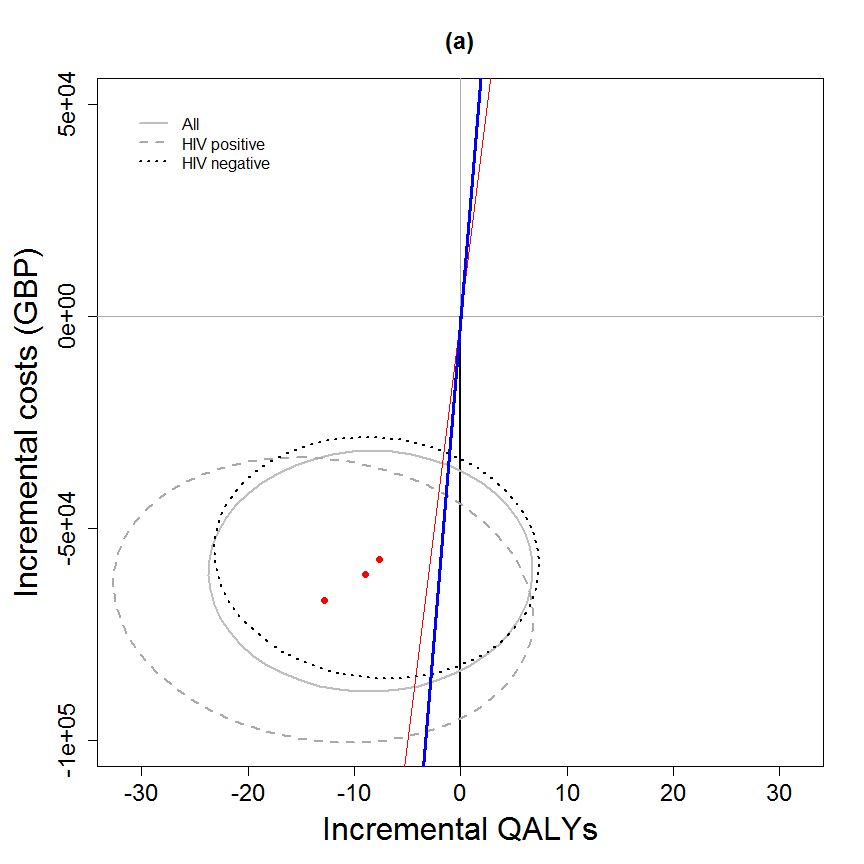 (a)
All
HIV positive
HIV negative
Incremental costs (GBP)
5e+04
0e+00
-5e+04
-1e+05
-30 -20 -10 0 10 20 30
Incremental QALYs